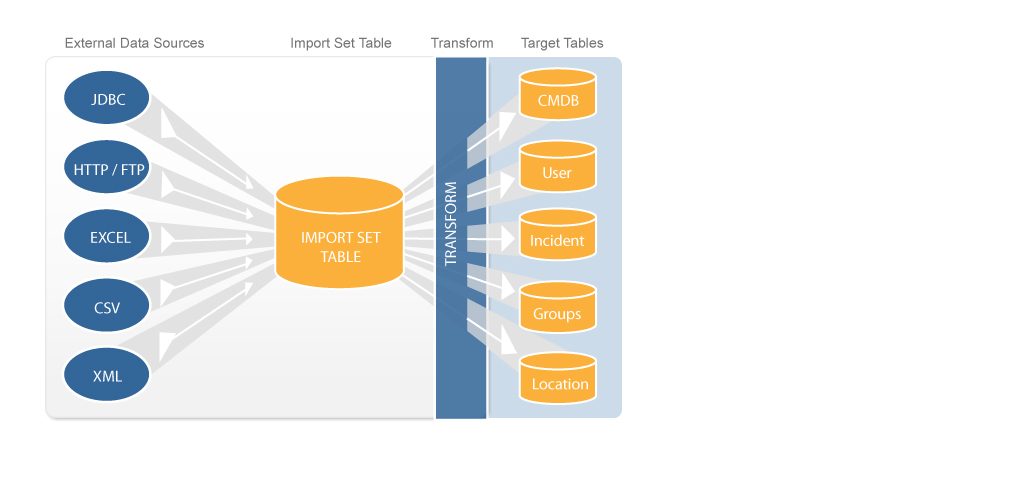 External Data Sources
Import Set Table
Transform
Target Tables
JDBC
HTTP / FTP
EXCEL
CSV
XML
IMPORT SET
TABLE
TRANSFORM
CMDB
User
Incident
Groups
Location